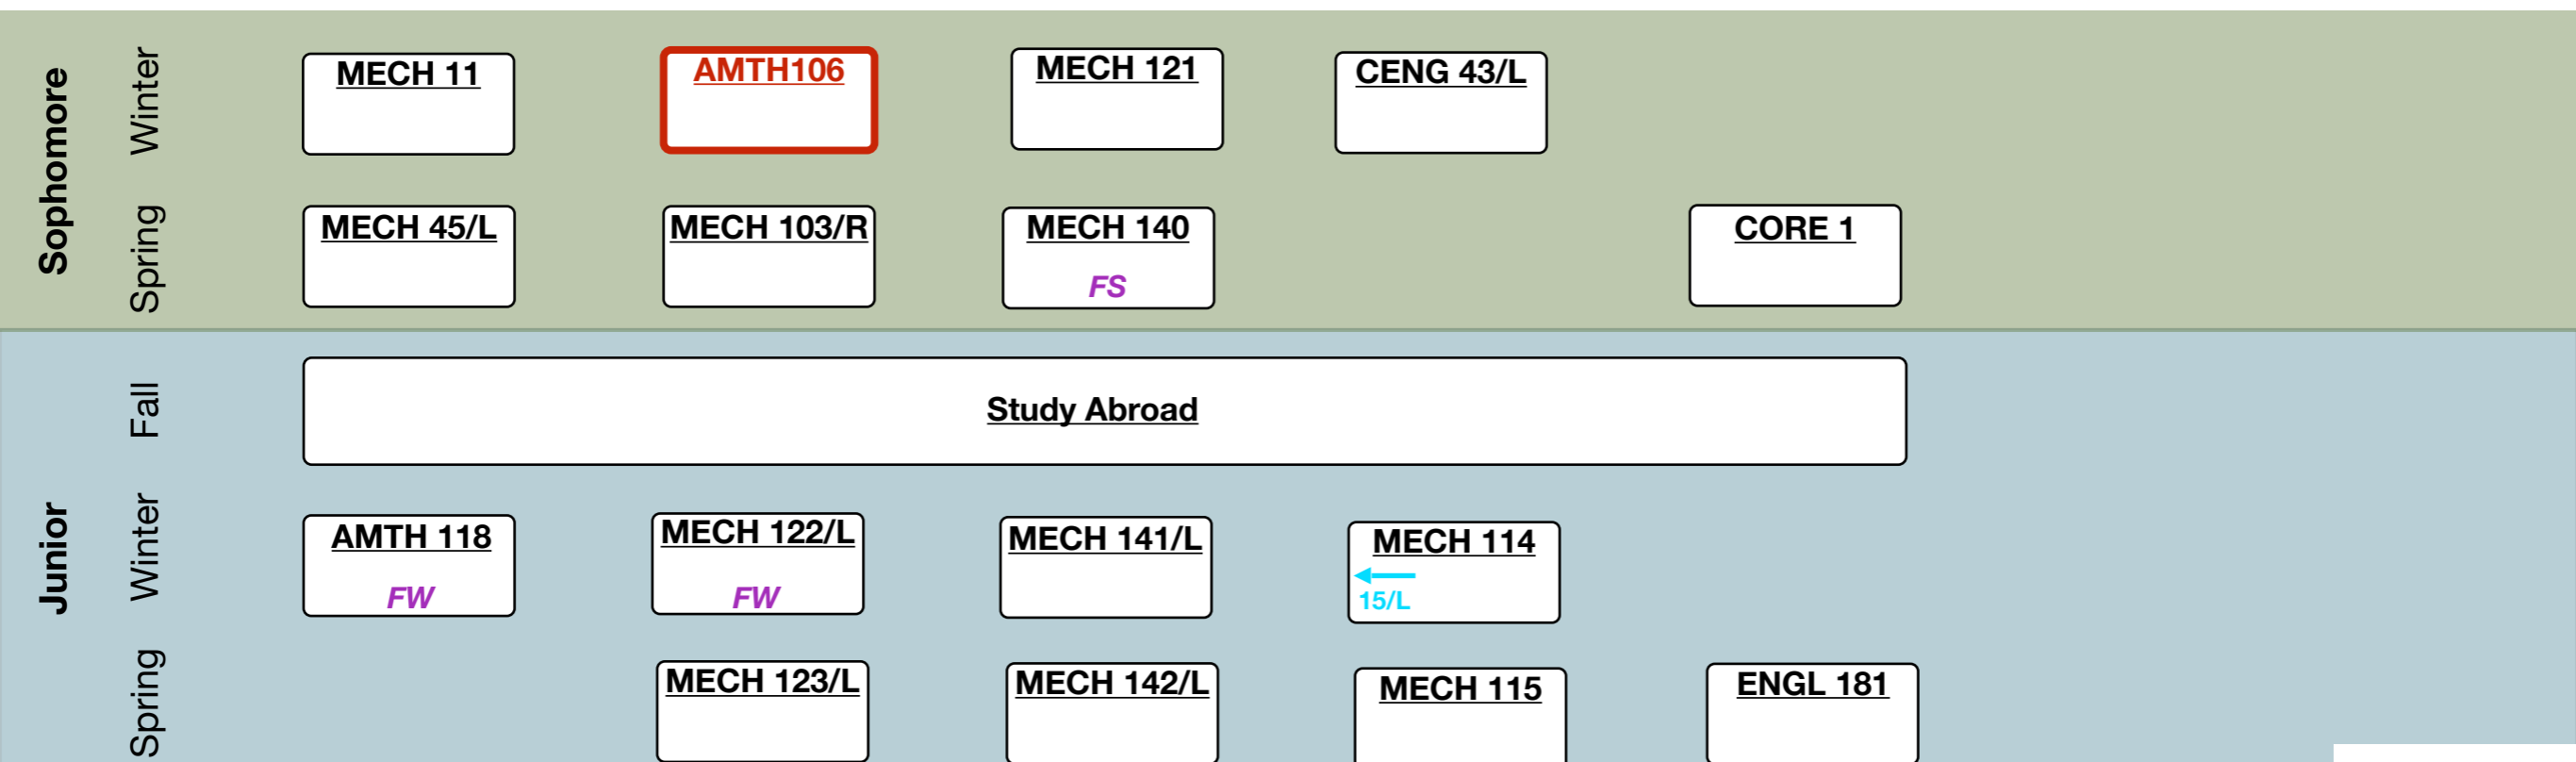 Sophomore
Winter
MECH 11
AMTH106
MECH 121
CENG 43/L
Spring
MECH 45/L
MECH 103/R
MECH 140
FS
CORE 1
Junior
Fall
Study Abroad
Winter
AMTH 118
FW
MECH 122/L
FW
MECH 141/L
MECH 114
15/L
Spring
MECH 123/L
MECH 142/L
MECH 115
ENGL 181